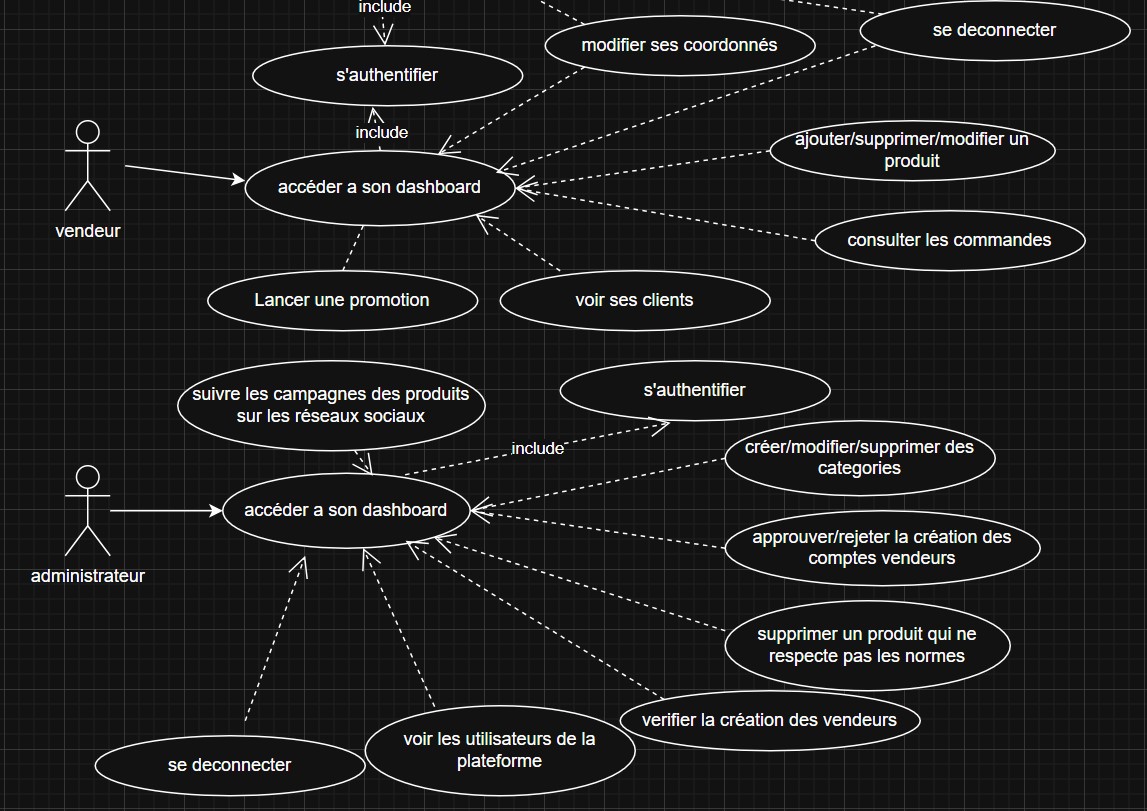 include
modifier ses coordonnés
se deconnecter
s'authentifier
include
ajouter/supprimer/modifier un
produit
accéder a son dashboard
vendeur
consulter les commandes
Lancer une promotion
voir ses clients
suivre les campagnes des produits
sur les réseaux sociaux
s'authentifier
include
créer/modifier/supprimer des
categories
accéder a son dashboard
administrateur
approuver/rejeter la création des
comptes vendeurs
supprimer un produit qui ne
respecte pas les normes
verifier la création des vendeurs
voir les utilisateurs de la
plateforme
se deconnecter